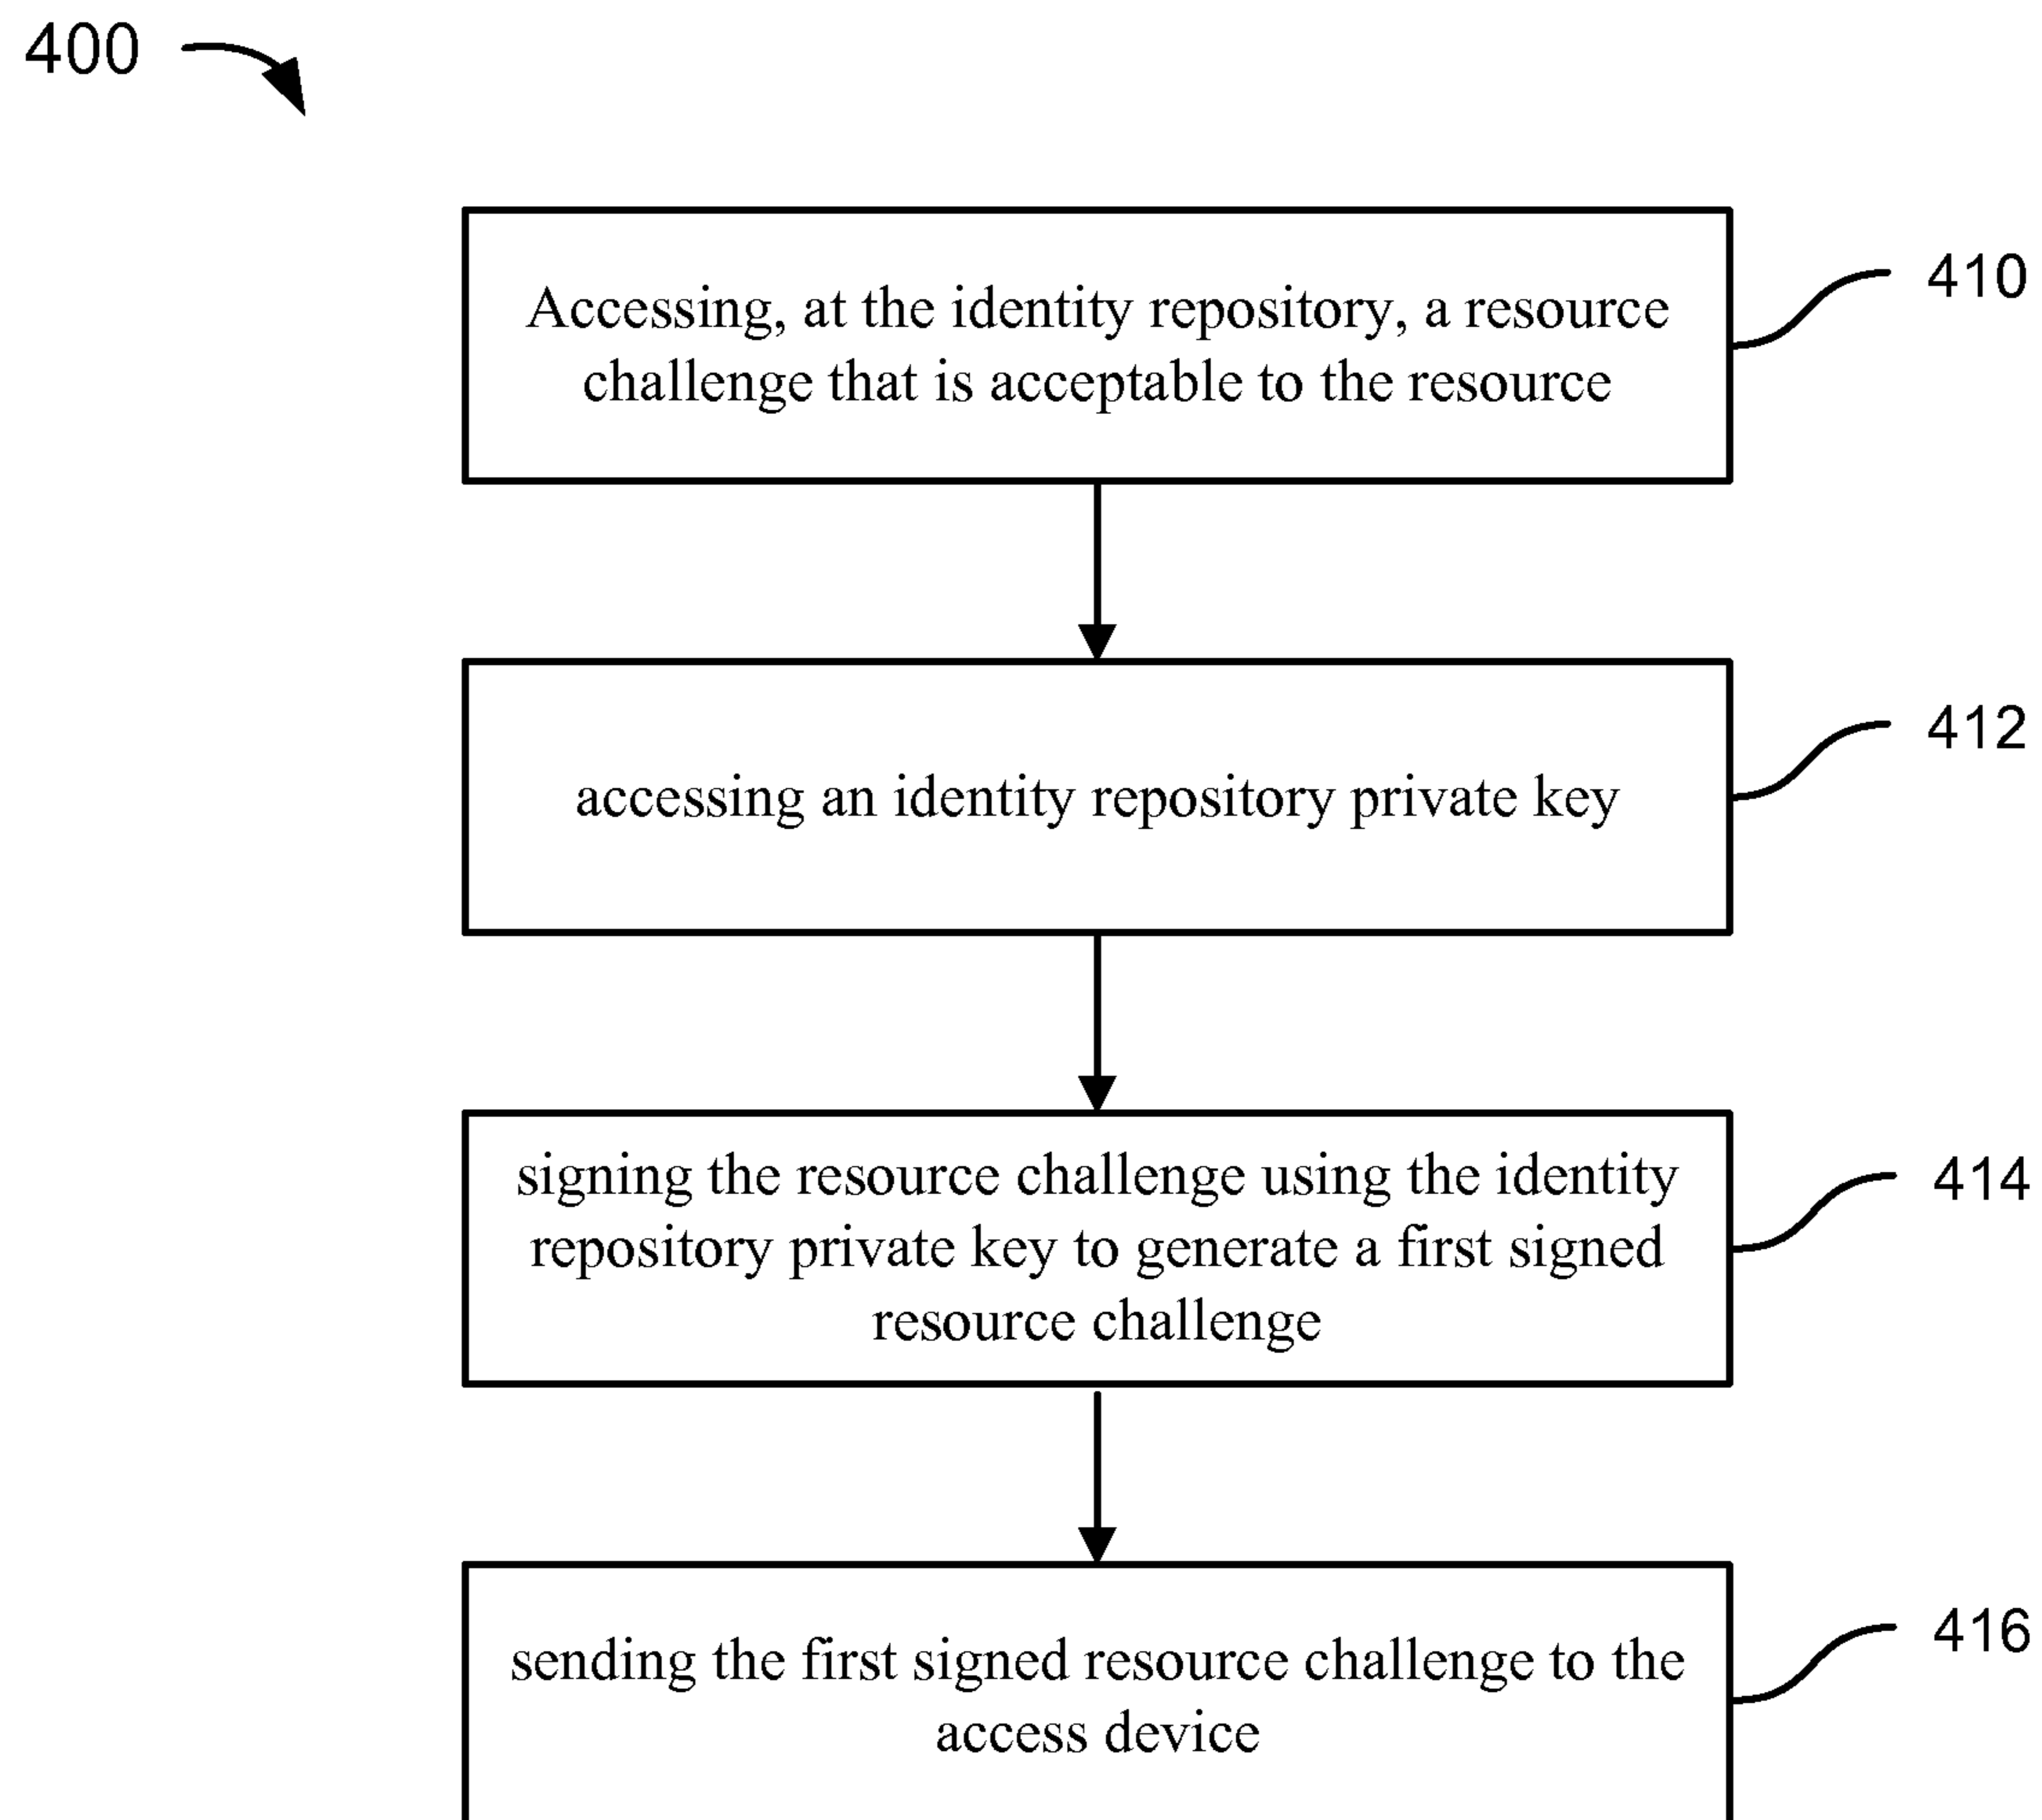 400
Accessing, at the identity repository, a resource
challenge that is acceptable to the resource
410
accessing an identity repository private key
412
signing the resource challenge using the identity
repository private key to generate a first signed
resource challenge
414
sending the first signed resource challenge to the
access device
416